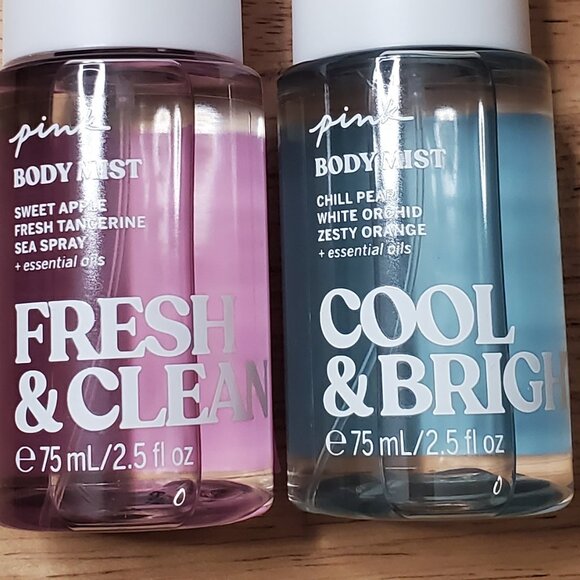 pink
BODY MIST
SWEET APPLE
FRESH TANGERINE
SEA SPRAY
+ essential oils
FRESH
& CLEAN
e 75 mL/2.5 fl oz
pink
BODY MIST
CHILL PEAR
WHITE ORCHID
ZESTY ORANGE
+ essential oils
COOL
& BRIGH
e 75 mL/2.5 fl oz